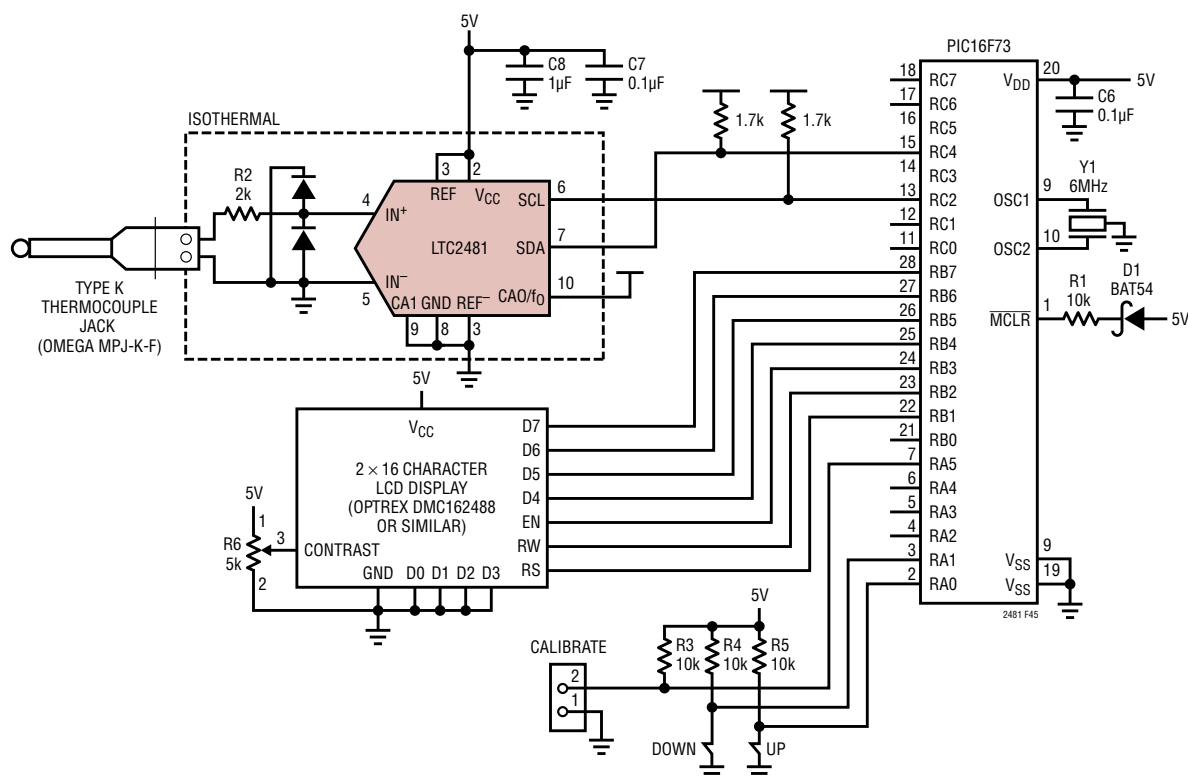 5V
C8
1µF
C7
0.1µF
ISOTHERMAL
R2
2k
4
IN+
IN–
5
3
REF
2
VCC
SCL
6
LTC2481
SDA
7
CAO/fO
10
CA1
GND
REF–
9
8
3
TYPE K
THERMOCOUPLE
JACK
(OMEGA MPJ-K-F)
1.7k
1.7k
PIC16F73
18
RC7
17
RC6
16
RC5
15
RC4
14
RC3
13
RC2
12
RC1
11
RC0
28
RB7
27
RB6
26
RB5
25
RB4
24
RB3
23
RB2
22
RB1
21
RB0
7
RA5
6
RA4
5
RA3
4
RA2
3
RA1
2
RA0
VDD
20
5V
C6
0.1µF
Y1
6MHz
OSC1
9
OSC2
10
R1
10k
D1
BAT54
MCLR
1
5V
VSS
9
VSS
19
2481 F45
5V
VCC
2 × 16 CHARACTER
LCD DISPLAY
(OPTREX DMC162488
OR SIMILAR)
D7
D6
D5
D4
EN
RW
RS
5V
1
R6
5k
3
2
CONTRAST
GND
D0
D1
D2
D3
CALIBRATE
2
1
5V
R3
10k
R4
10k
R5
10k
DOWN
UP